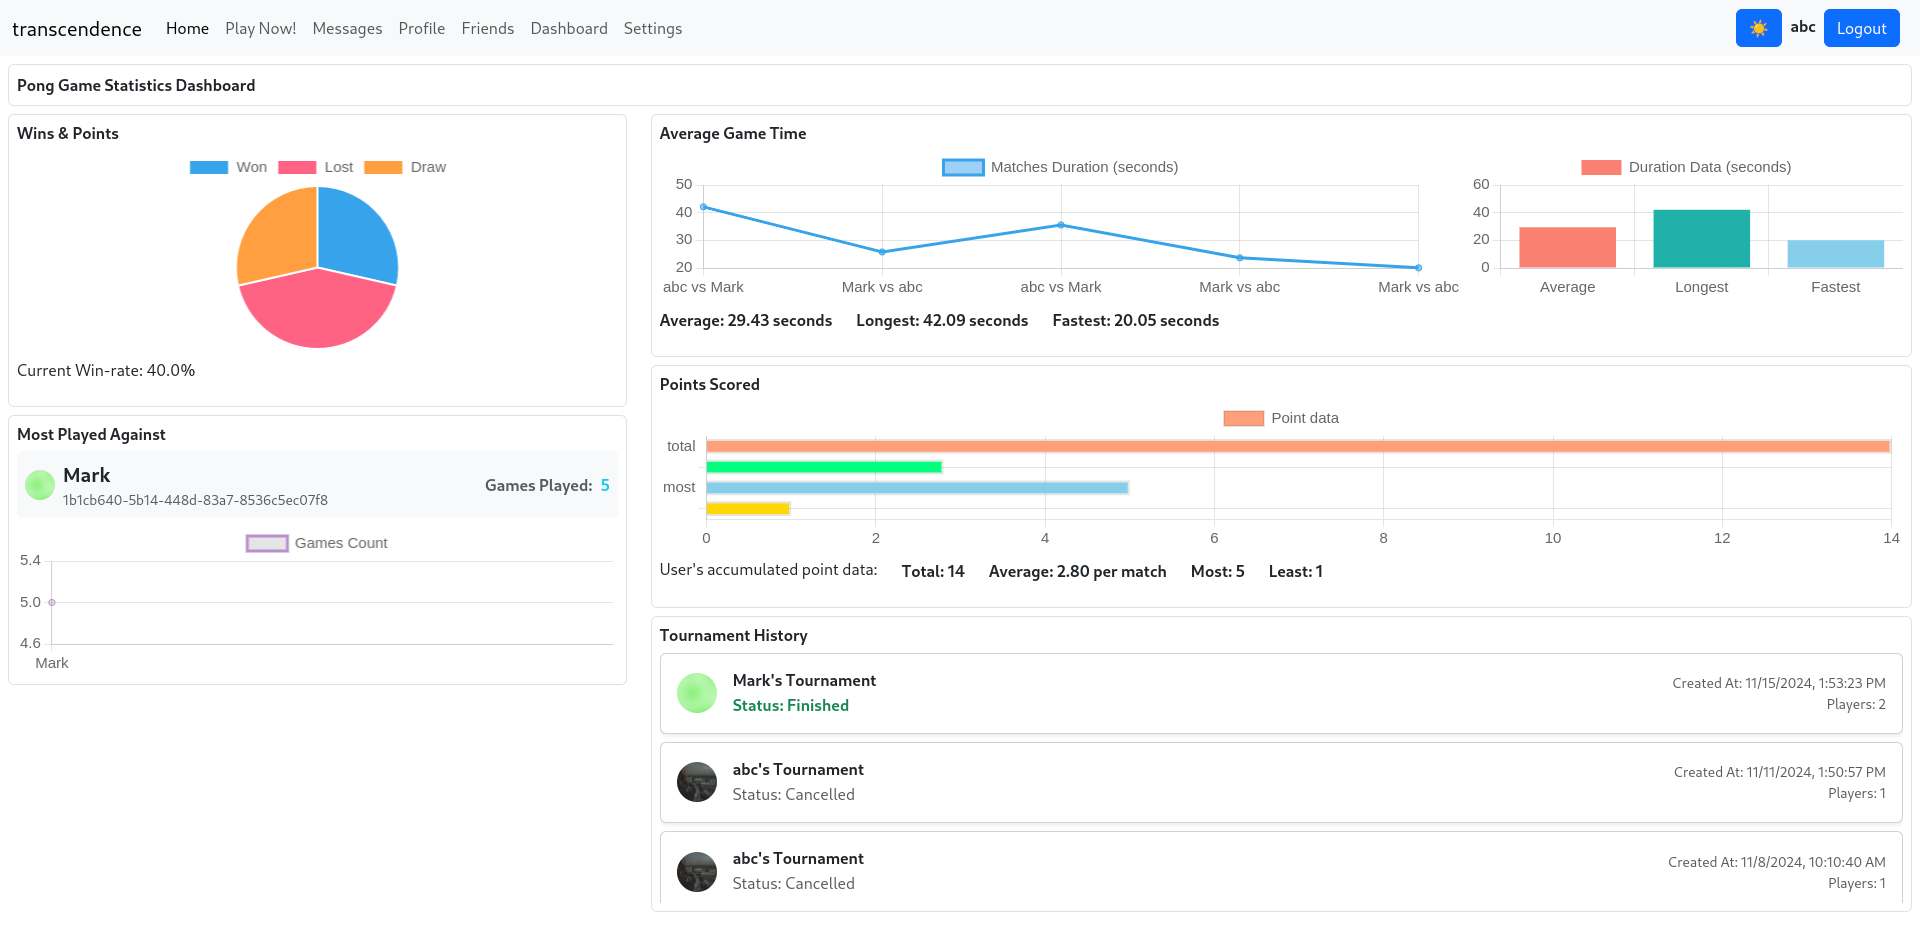 transcendence Home Play Now! Messages Profile Friends Dashboard Settings abc Logout
Pong Game Statistics Dashboard
Wins & Points
Won Lost Draw
Current Win-rate: 40.0%
Most Played Against
Mark
1b1cb640-5b14-448d-83a7-8536c5ec07f8
Games Played: 5
Games Count
5.4
5.0
4.6
Mark
Average Game Time
Matches Duration (seconds)
50
40
30
20
abc vs Mark Mark vs abc abc vs Mark Mark vs abc Mark vs abc
Duration Data (seconds)
60
40
20
0
Average Longest Fastest
Average: 29.43 seconds Longest: 42.09 seconds Fastest: 20.05 seconds
Points Scored
Point data
total
most
0 2 4 6 8 10 12 14
User's accumulated point data: Total: 14 Average: 2.80 per match Most: 5 Least: 1
Tournament History
Mark's Tournament
Status: Finished
Created At: 11/15/2024, 1:53:23 PM
Players: 2
abc's Tournament
Status: Cancelled
Created At: 11/11/2024, 1:50:57 PM
Players: 1
abc's Tournament
Status: Cancelled
Created At: 11/8/2024, 10:10:40 AM
Players: 1